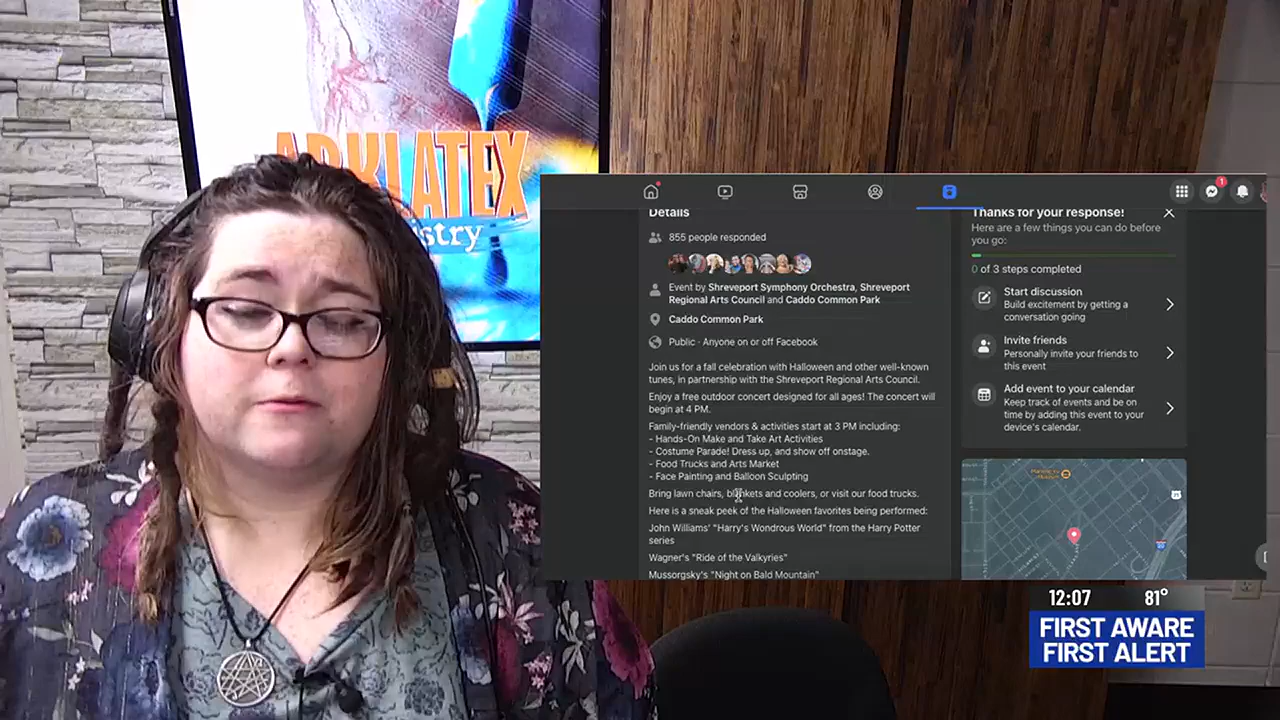 ARKLATEX
istry
Details
855 people responded
Event by Shreveport Symphony Orchestra, Shreveport
Regional Arts Council and Caddo Common Park
Caddo Common Park
Public · Anyone on or off Facebook
Join us for a fall celebration with Halloween and other well-known
tunes, in partnership with the Shreveport Regional Arts Council.
Enjoy a free outdoor concert designed for all ages! The concert will
begin at 4 PM.
Family-friendly vendors & activities start at 3 PM including:
- Hands-On Make and Take Art Activities
- Costume Parade! Dress up, and show off onstage.
- Food Trucks and Arts Market
- Face Painting and Balloon Sculpting
Bring lawn chairs, blankets and coolers, or visit our food trucks.
Here is a sneak peek of the Halloween favorites being performed:
John Williams' "Harry's Wondrous World" from the Harry Potter
series
Wagner's "Ride of the Valkyries"
Mussorgsky's "Night on Bald Mountain"
1
Thanks for your response!
Here are a few things you can do before
you go:
0 of 3 steps completed
Start discussion
Build excitement by getting a
conversation going
Invite friends
Personally invite your friends to
this event
Add event to your calendar
Keep track of events and be on
time by adding this event to your
device's calendar.
12:07 81°
FIRST AWARE
FIRST ALERT